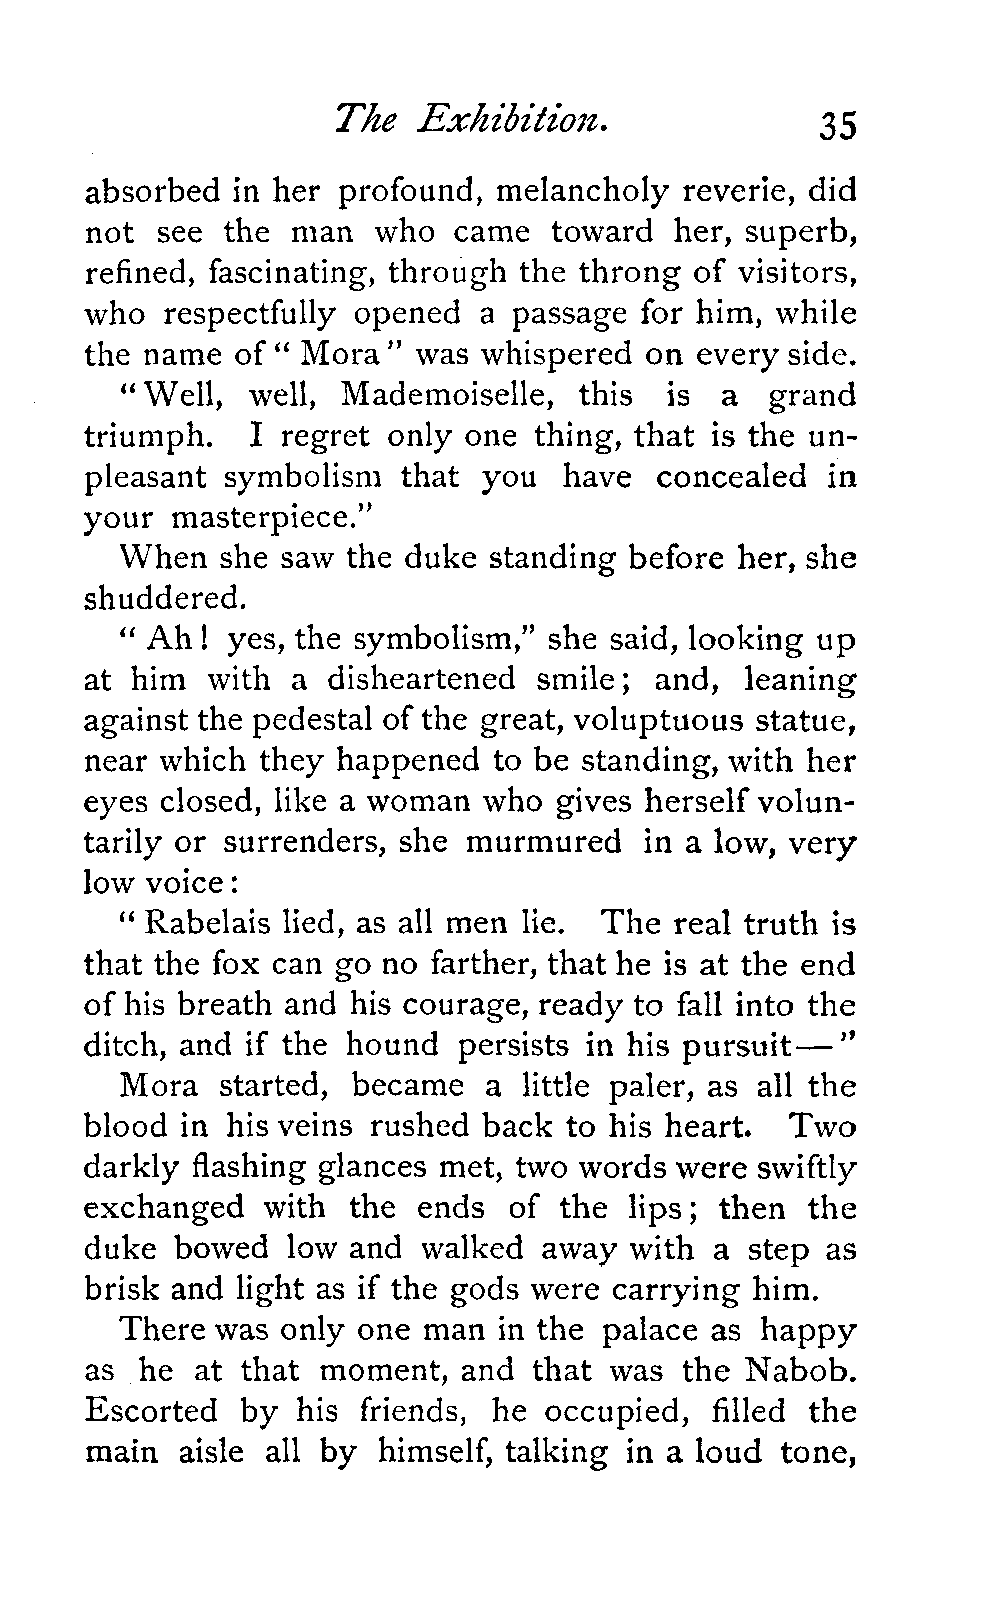 The Exhibition. 35
absorbed in her profound, melancholy reverie, did
not see the man who came toward her, superb,
refined, fascinating, through the throng of visitors,
who respectfully opened a passage for him, while
the name of “ Mora ” was whispered on every side.
“ Well, well, Mademoiselle, this is a grand
triumph. I regret only one thing, that is the un-
pleasant symbolism that you have concealed in
your masterpiece.”
When she saw the duke standing before her, she
shuddered.
“ Ah ! yes, the symbolism,” she said, looking up
at him with a disheartened smile ; and, leaning
against the pedestal of the great, voluptuous statue,
near which they happened to be standing, with her
eyes closed, like a woman who gives herself volun-
tarily or surrenders, she murmured in a low, very
low voice :
“ Rabelais lied, as all men lie. The real truth is
that the fox can go no farther, that he is at the end
of his breath and his courage, ready to fall into the
ditch, and if the hound persists in his pursuit— ”
Mora started, became a little paler, as all the
blood in his veins rushed back to his heart. Two
darkly flashing glances met, two words were swiftly
exchanged with the ends of the lips ; then the
duke bowed low and walked away with a step as
brisk and light as if the gods were carrying him.
There was only one man in the palace as happy
as he at that moment, and that was the Nabob.
Escorted by his friends, he occupied, filled the
main aisle all by himself, talking in a loud tone,